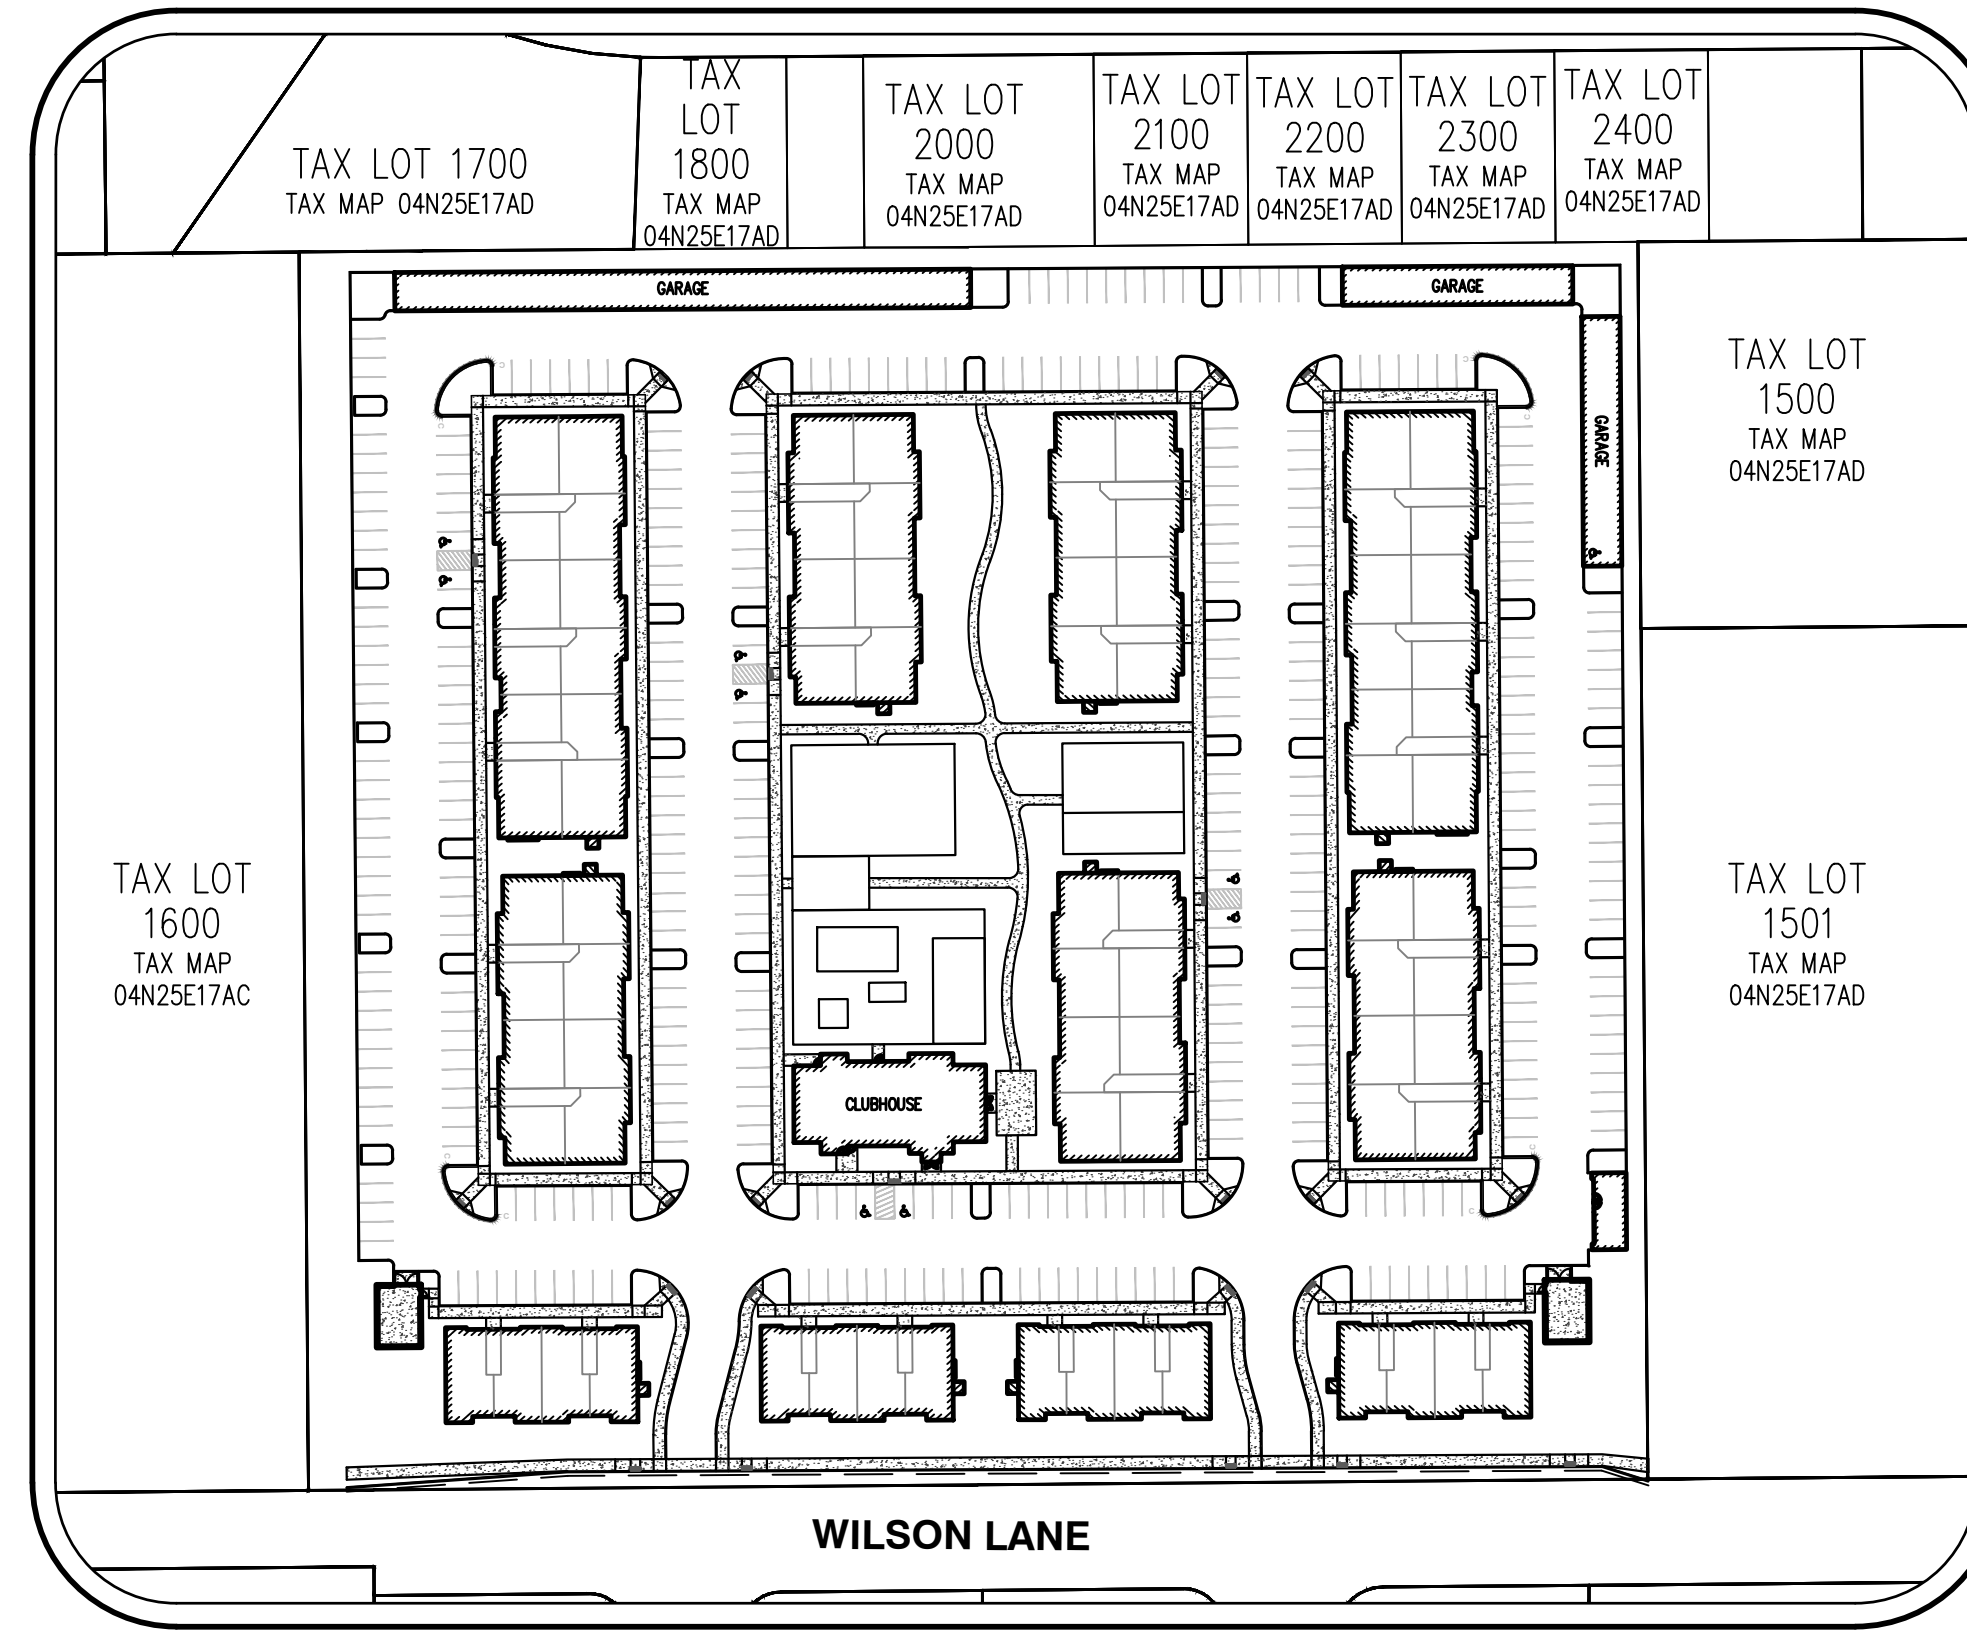 TAX LOT 1700
TAX MAP 04N25E17AD
TAX
LOT
1800
TAX MAP
04N25E17AD
TAX LOT
2000
TAX MAP
04N25E17AD
TAX LOT
2100
TAX MAP
04N25E17AD
TAX LOT
2200
TAX MAP
04N25E17AD
TAX LOT
2300
TAX MAP
04N25E17AD
TAX LOT
2400
TAX MAP
04N25E17AD
GARAGE
GARAGE
GARAGE
TAX LOT
1500
TAX MAP
04N25E17AD
TAX LOT
1600
TAX MAP
04N25E17AC
TAX LOT
1501
TAX MAP
04N25E17AD
CLUBHOUSE
WILSON LANE